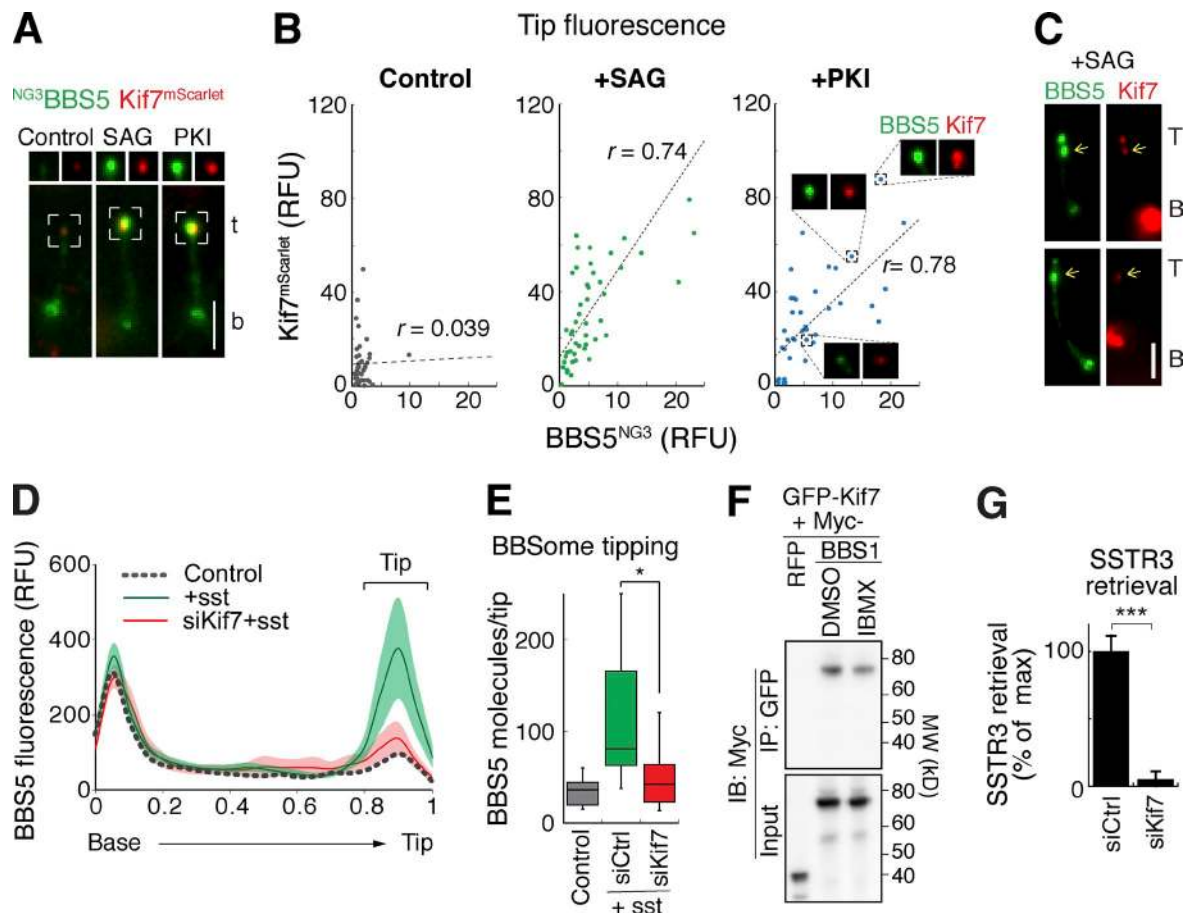 A
NG3BBS5 Kif7mScarlet
Control SAG PKI
t
b
B
Tip fluorescence
Control
+SAG
+PKI
Kif7mScarlet (RFU)
120
80
40
0
r = 0.039
0 10 20
120
80
40
0
r = 0.74
0 10 20
120
80
40
0
BBS5 Kif7
r= 0.78
0 10 20
BBS5NG3 (RFU)
C
+SAG
BBS5 Kif7
T
B
T
B
D
BBS5 fluorescence (RFU)
600
400
200
0
Control
+sst
siKif7+sst
Tip
0 0.2 0.4 0.6 0.8 1
Base Tip
E
BBSome tipping
*
BBS5 molecules/tip
200
100
0
Control
siCtrl
siKif7
+ sst
F
GFP-Kif7
+ Myc-
RFP
BBS1
DMSO
IBMX
IB: Myc
IP: GFP
Input
80
60
50
40
MW (kD)
80
60
50
40
G
SSTR3
retrieval
***
SSTR3 retrieval
(% of max)
100
0
siCtrl
siKif7